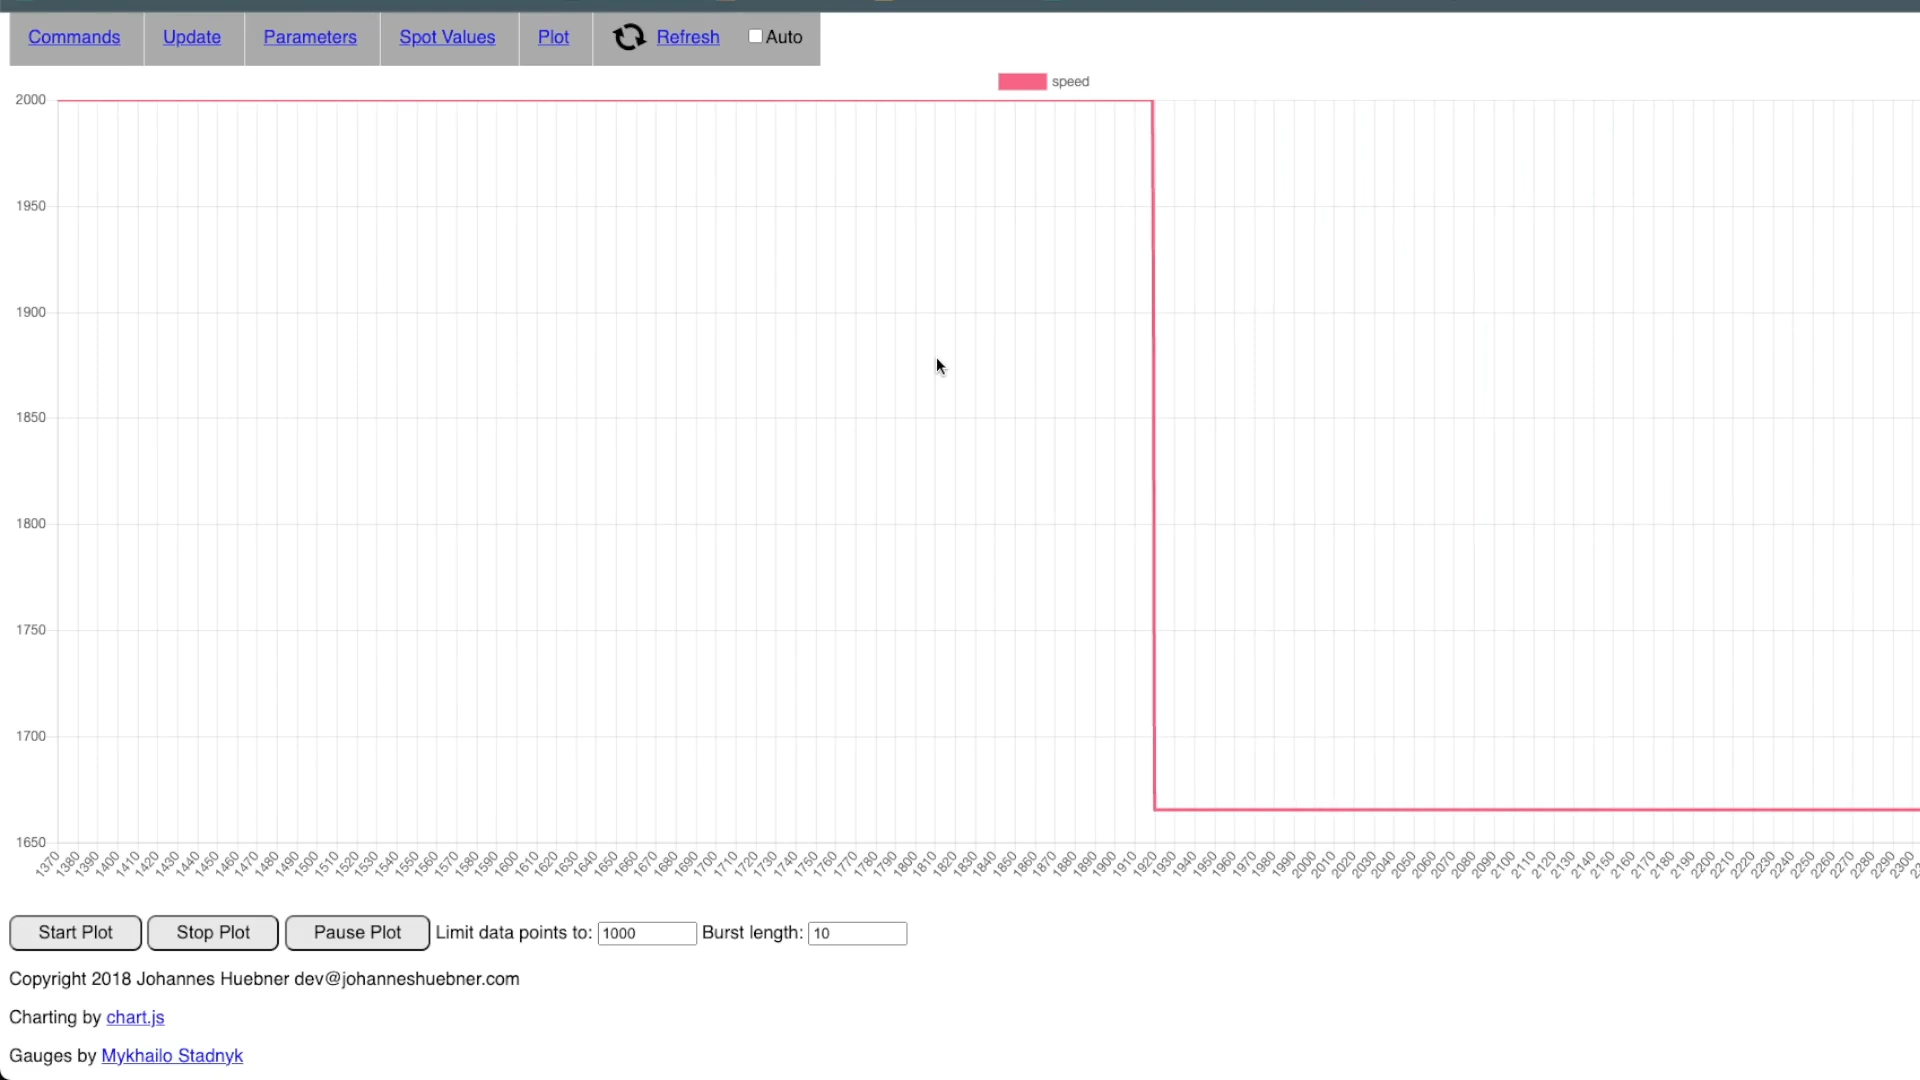 Commands Update Parameters Spot Values Plot Refresh Auto
speed
2000
1950
1900
1850
1800
1750
1700
1650
1370 1380 1390 1400 1410 1420 1430 1440 1450 1460 1470 1480 1490 1500 1510 1520 1530 1540 1550 1560 1570 1580 1590 1600 1610 1620 1630 1640 1650 1660 1670 1680 1690 1700 1710 1720 1730 1740 1750 1760 1770 1780 1790 1800 1810 1820 1830 1840 1850 1860 1870 1880 1890 1900 1910 1920 1930 1940 1950 1960 1970 1980 1990 2000 2010 2020 2030 2040 2050 2060 2070 2080 2090 2100 2110 2120 2130 2140 2150 2160 2170 2180 2190 2200 2210 2220 2230 2240 2250 2260 2270 2280 2290 2300
Start Plot Stop Plot Pause Plot Limit data points to: 1000 Burst length: 10
Copyright 2018 Johannes Huebner dev@johanneshuebner.com
Charting by chart.js
Gauges by Mykhailo Stadnyk